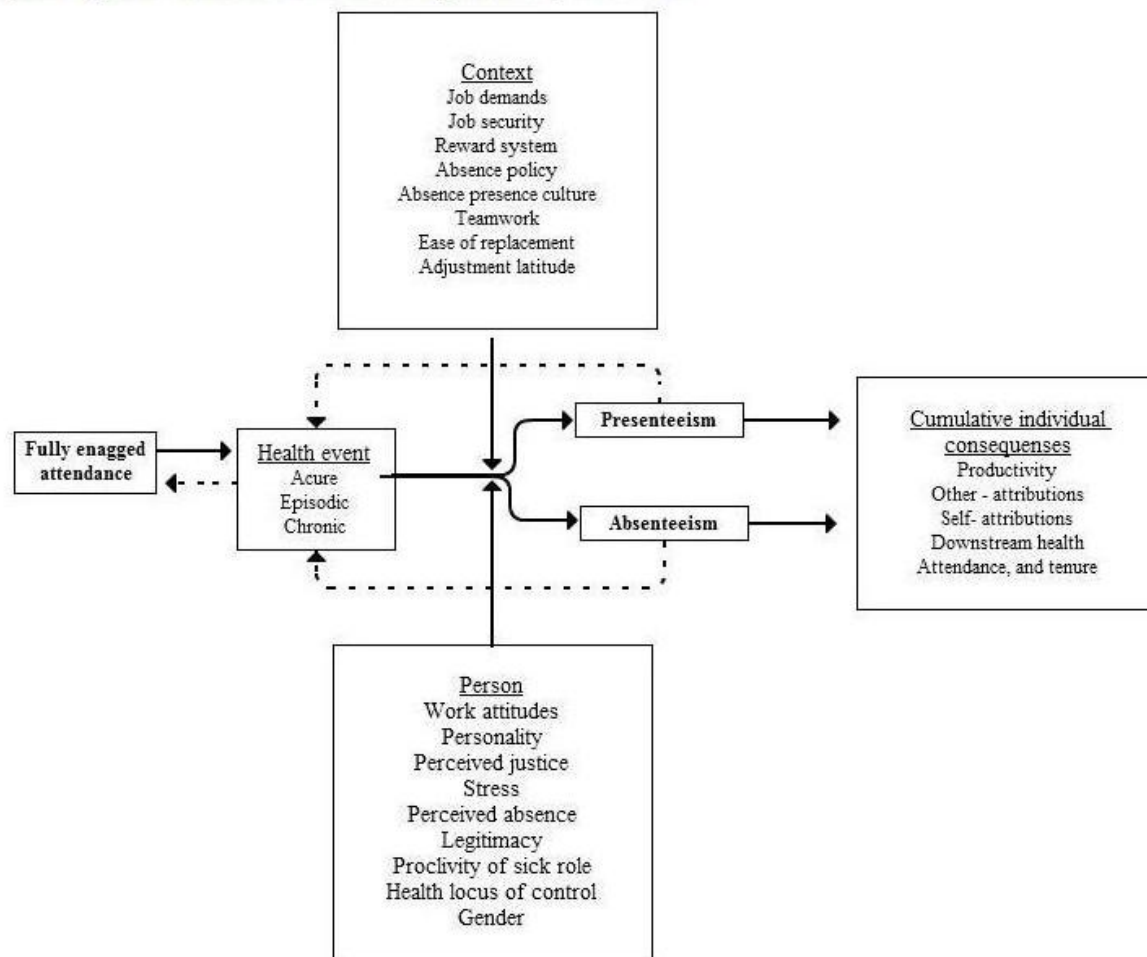 Context
Job demands
Job security
Reward system
Absence policy
Absence presence culture
Teamwork
Ease of replacement
Adjustment latitude
Fully enagged
attendance
Health event
Acure
Episodic
Chronic
Presenteeism
Absenteeism
Cumulative individual
consequenses
Productivity
Other - attributions
Self- attributions
Downstream health
Attendance, and tenure
Person
Work attitudes
Personality
Perceived justice
Stress
Perceived absence
Legitimacy
Proclivity of sick role
Health locus of control
Gender